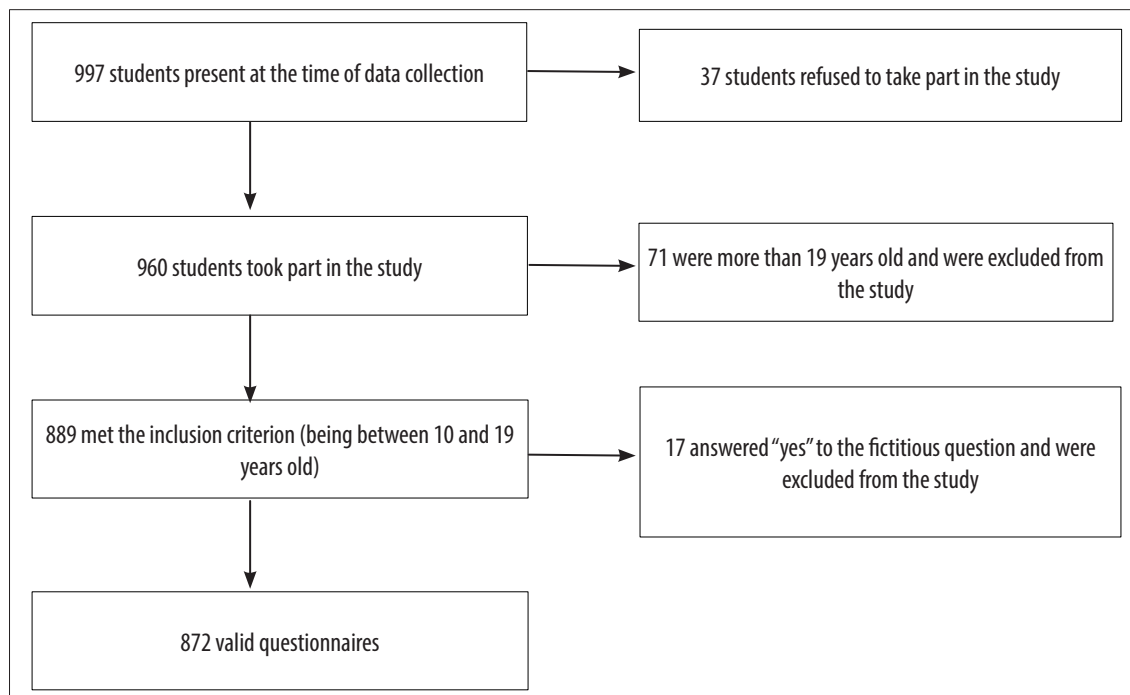 997 students present at the time of data collection
37 students refused to take part in the study
960 students took part in the study
71 were more than 19 years old and were excluded from
the study
889 met the inclusion criterion (being between 10 and 19
years old)
17 answered “yes” to the fictitious question and were
excluded from the study
872 valid questionnaires